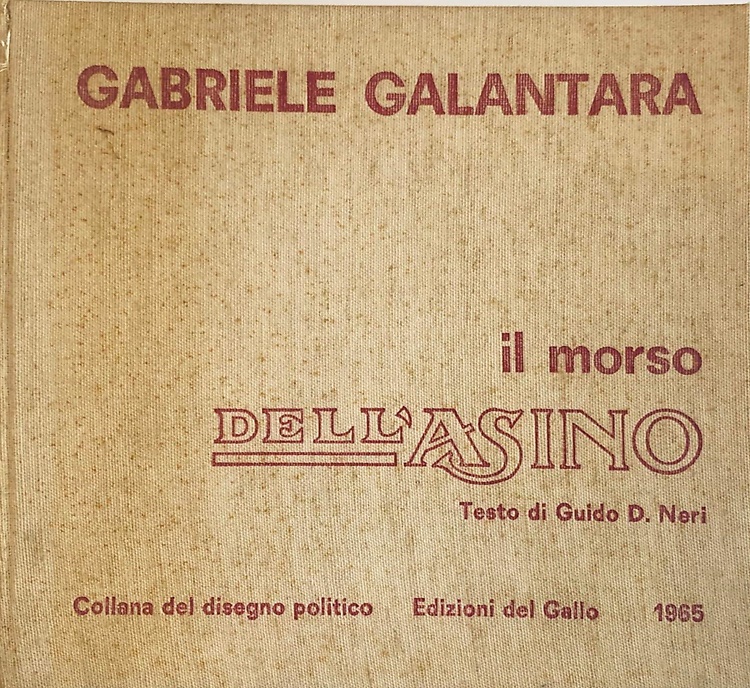 GABRIELE GALANTARA
il morso
DELL'ASINO
Testo di Guido D. Neri
Collana del disegno politico Edizioni del Gallo 1965